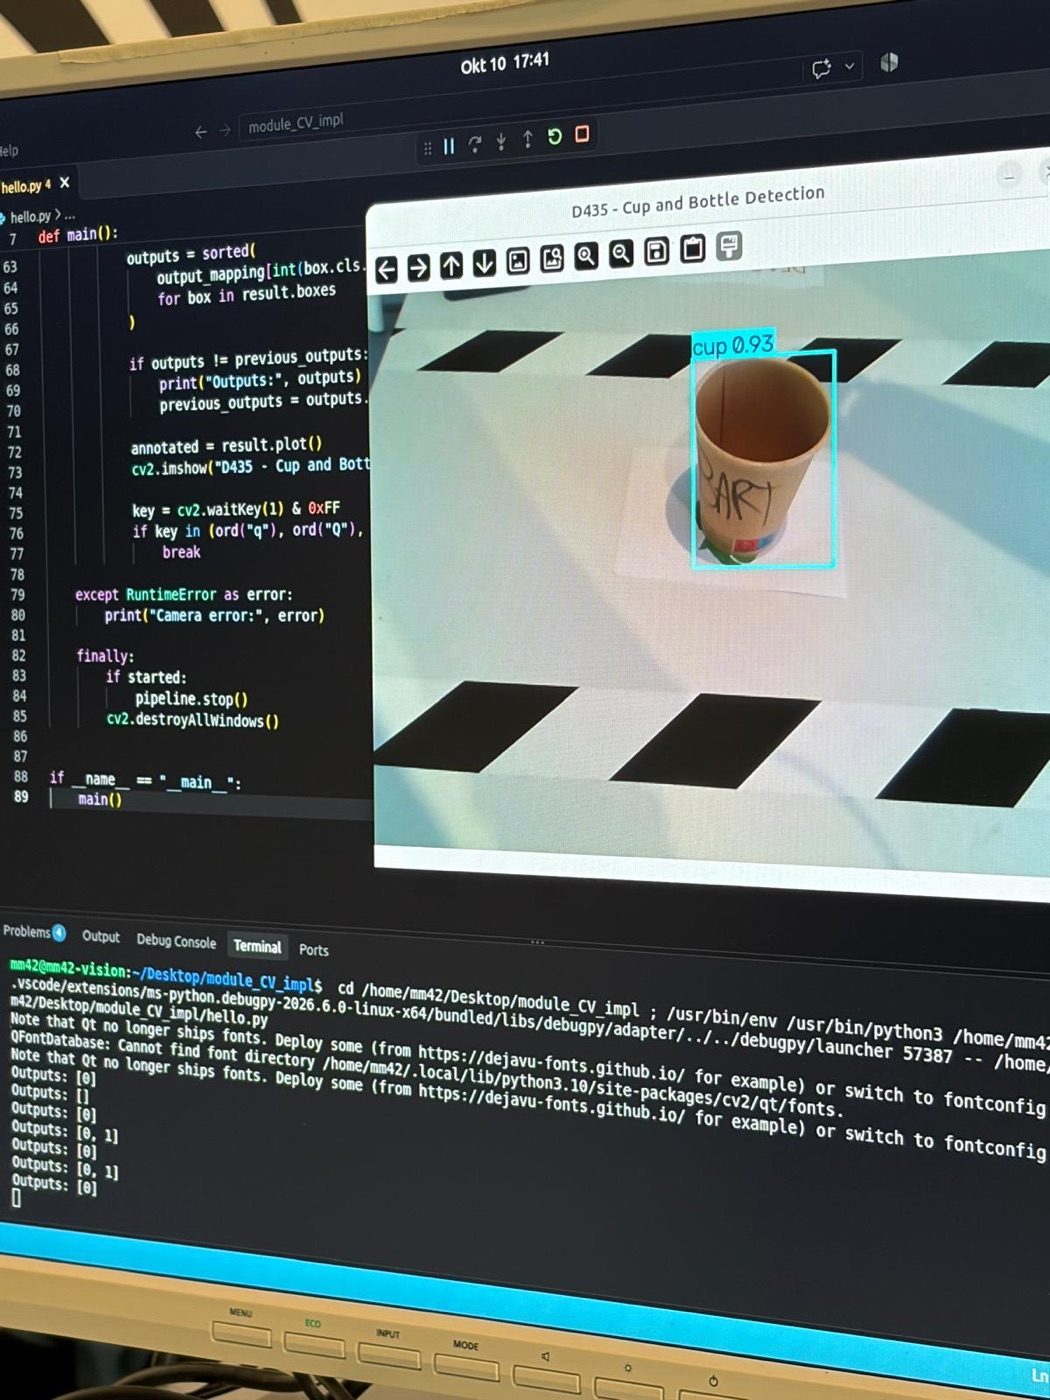 Okt 10 17:41
module_CV_impl
Help
hello.py 4
hello.py > ...
7 def main():
63 outputs = sorted(
64 output_mapping[int(box.cls.
65 for box in result.boxes
66 )
67
68 if outputs != previous_outputs:
69 print("Outputs:", outputs)
70 previous_outputs = outputs.
71
72 annotated = result.plot()
73 cv2.imshow("D435 - Cup and Bott
74
75 key = cv2.waitKey(1) & 0xFF
76 if key in (ord("q"), ord("Q"),
77 break
78
79 except RuntimeError as error:
80 print("Camera error:", error)
81
82 finally:
83 if started:
84 pipeline.stop()
85 cv2.destroyAllWindows()
86
87
88 if __name__ == "__main__":
89 main()
D435 - Cup and Bottle Detection
cup 0.93
BART
Problems 4 Output Debug Console Terminal Ports
mm42@mm42-vision:~/Desktop/module_CV_impl$ cd /home/mm42/Desktop/module_CV_impl ; /usr/bin/env /usr/bin/python3 /home/mm42
.vscode/extensions/ms-python.debugpy-2026.6.0-linux-x64/bundled/libs/debugpy/adapter/../../debugpy/launcher 57387 -- /home/
m42/Desktop/module_CV_impl/hello.py
Note that Qt no longer ships fonts. Deploy some (from https://dejavu-fonts.github.io/ for example) or switch to fontconfig
QFontDatabase: Cannot find font directory /home/mm42/.local/lib/python3.10/site-packages/cv2/qt/fonts.
Note that Qt no longer ships fonts. Deploy some (from https://dejavu-fonts.github.io/ for example) or switch to fontconfig
Outputs: [0]
Outputs: []
Outputs: [0]
Outputs: [0, 1]
Outputs: [0]
Outputs: [0, 1]
Outputs: [0]
Ln
MENU ECO INPUT MODE